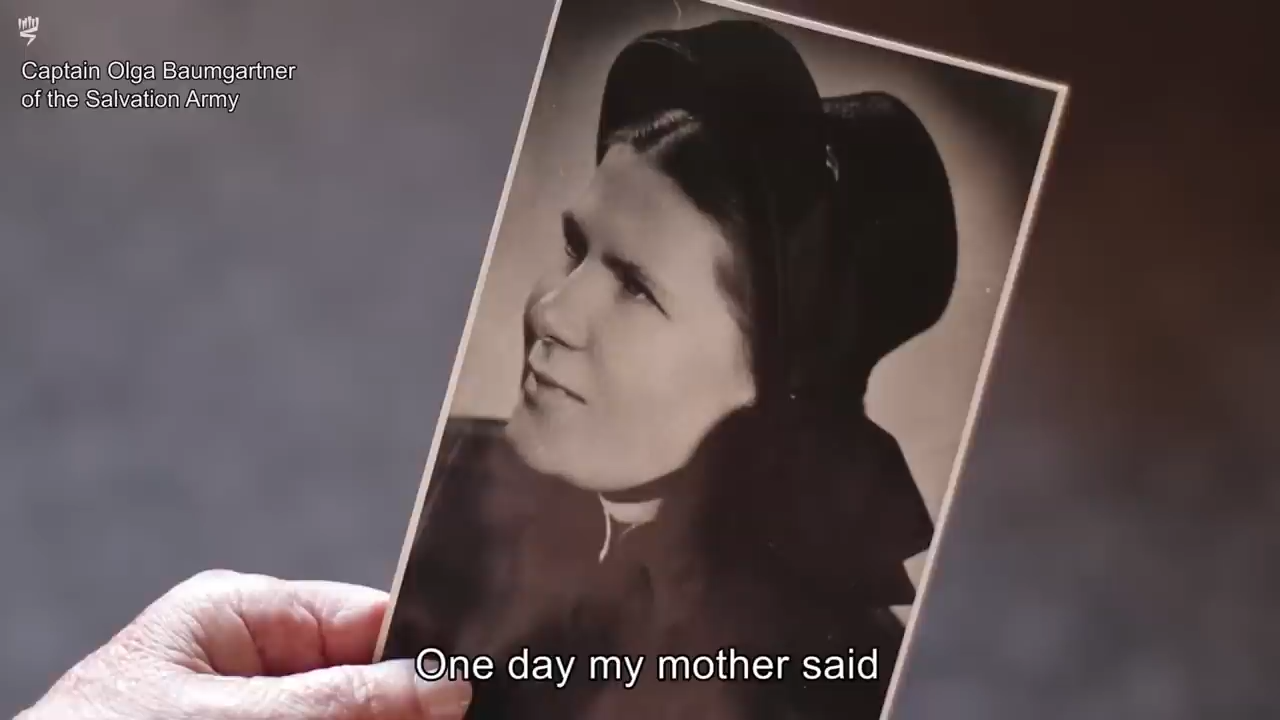 Captain Olga Baumgartner
of the Salvation Army
One day my mother said